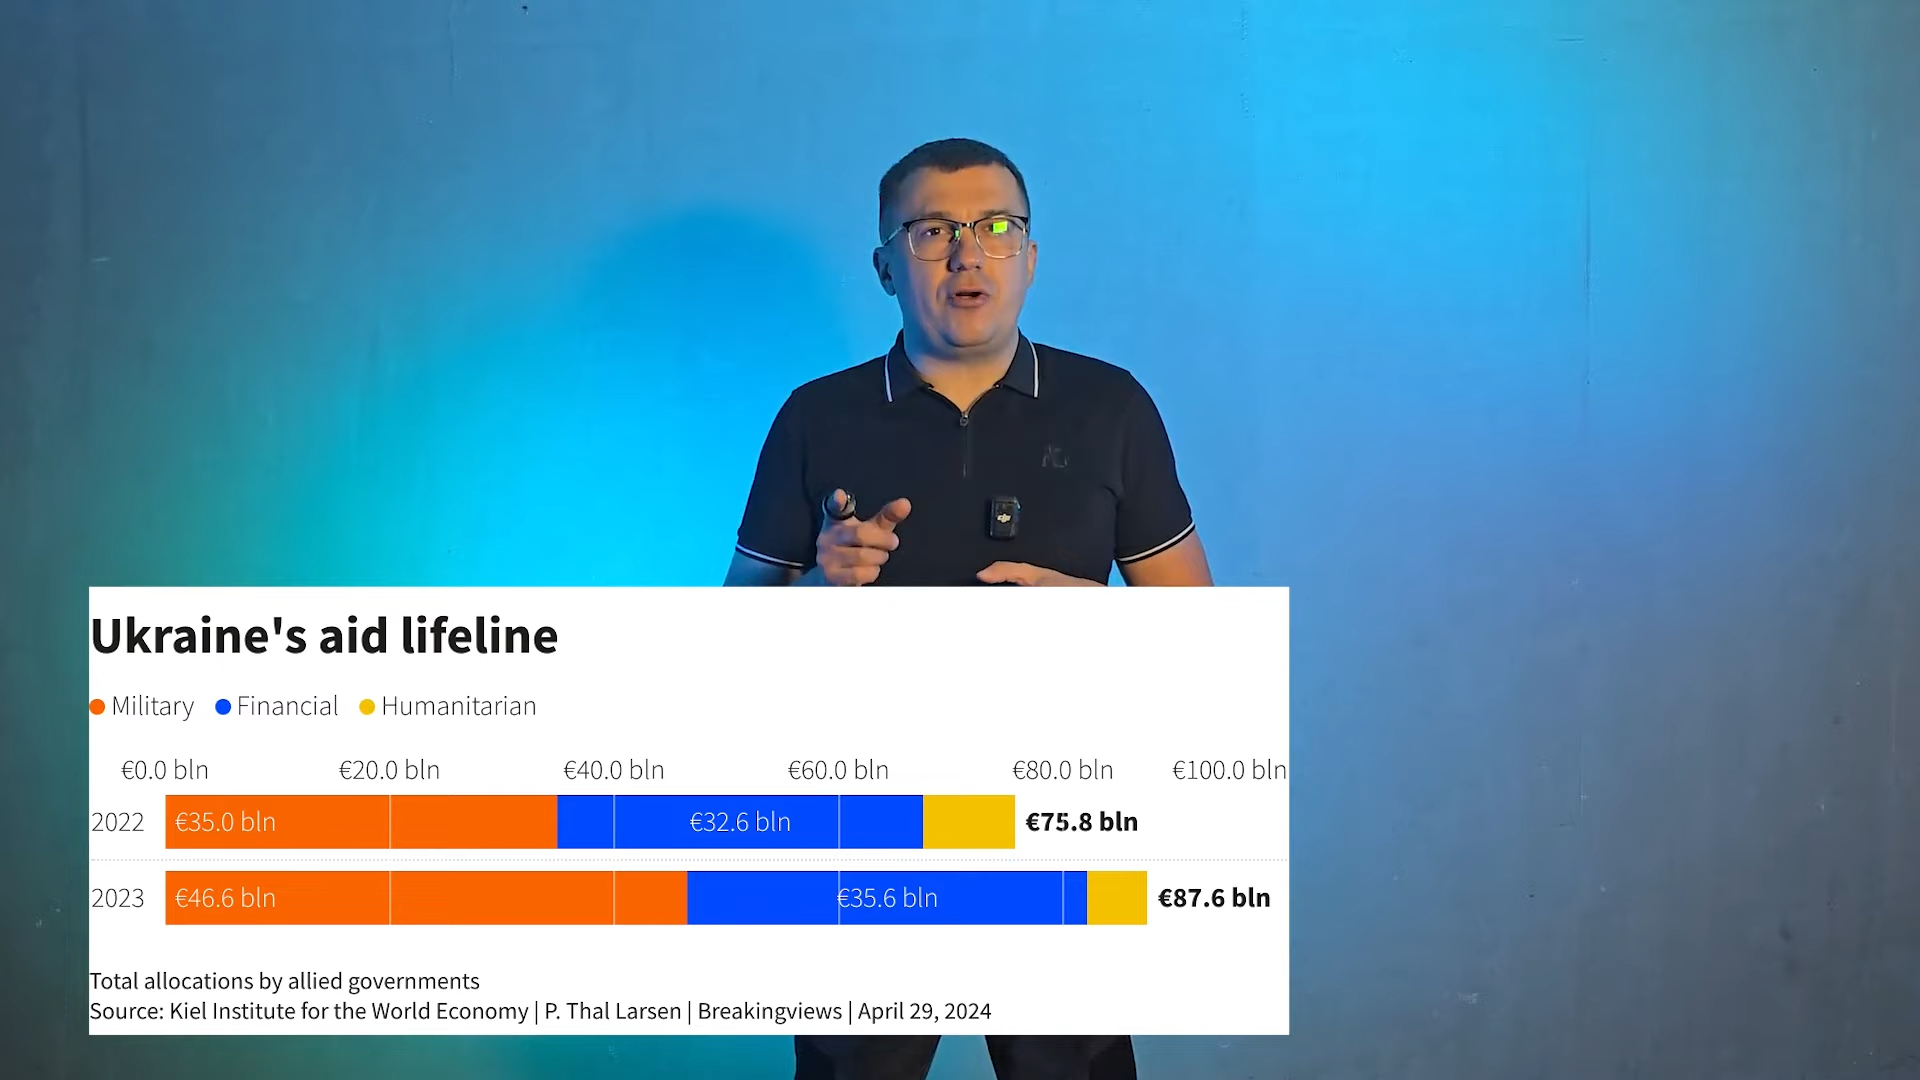 Ukraine's aid lifeline
Military Financial Humanitarian
€0.0 bln €20.0 bln €40.0 bln €60.0 bln €80.0 bln €100.0 bln
2022 €35.0 bln €32.6 bln €75.8 bln
2023 €46.6 bln €35.6 bln €87.6 bln
Total allocations by allied governments
Source: Kiel Institute for the World Economy | P. Thal Larsen | Breakingviews | April 29, 2024